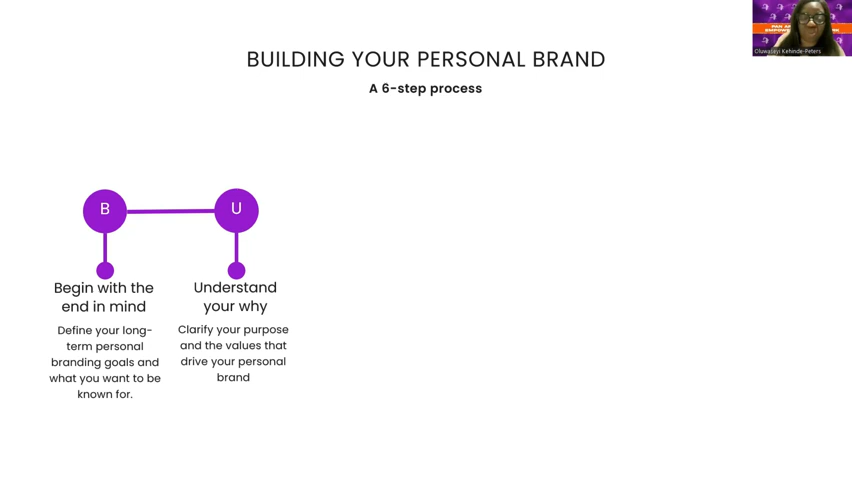 BUILDING YOUR PERSONAL BRAND
A 6-step process
Oluwaseyi Kehinde-Peters
B
U
Begin with the
end in mind
Define your long-
term personal
branding goals and
what you want to be
known for.
Understand
your why
Clarify your purpose
and the values that
drive your personal
brand